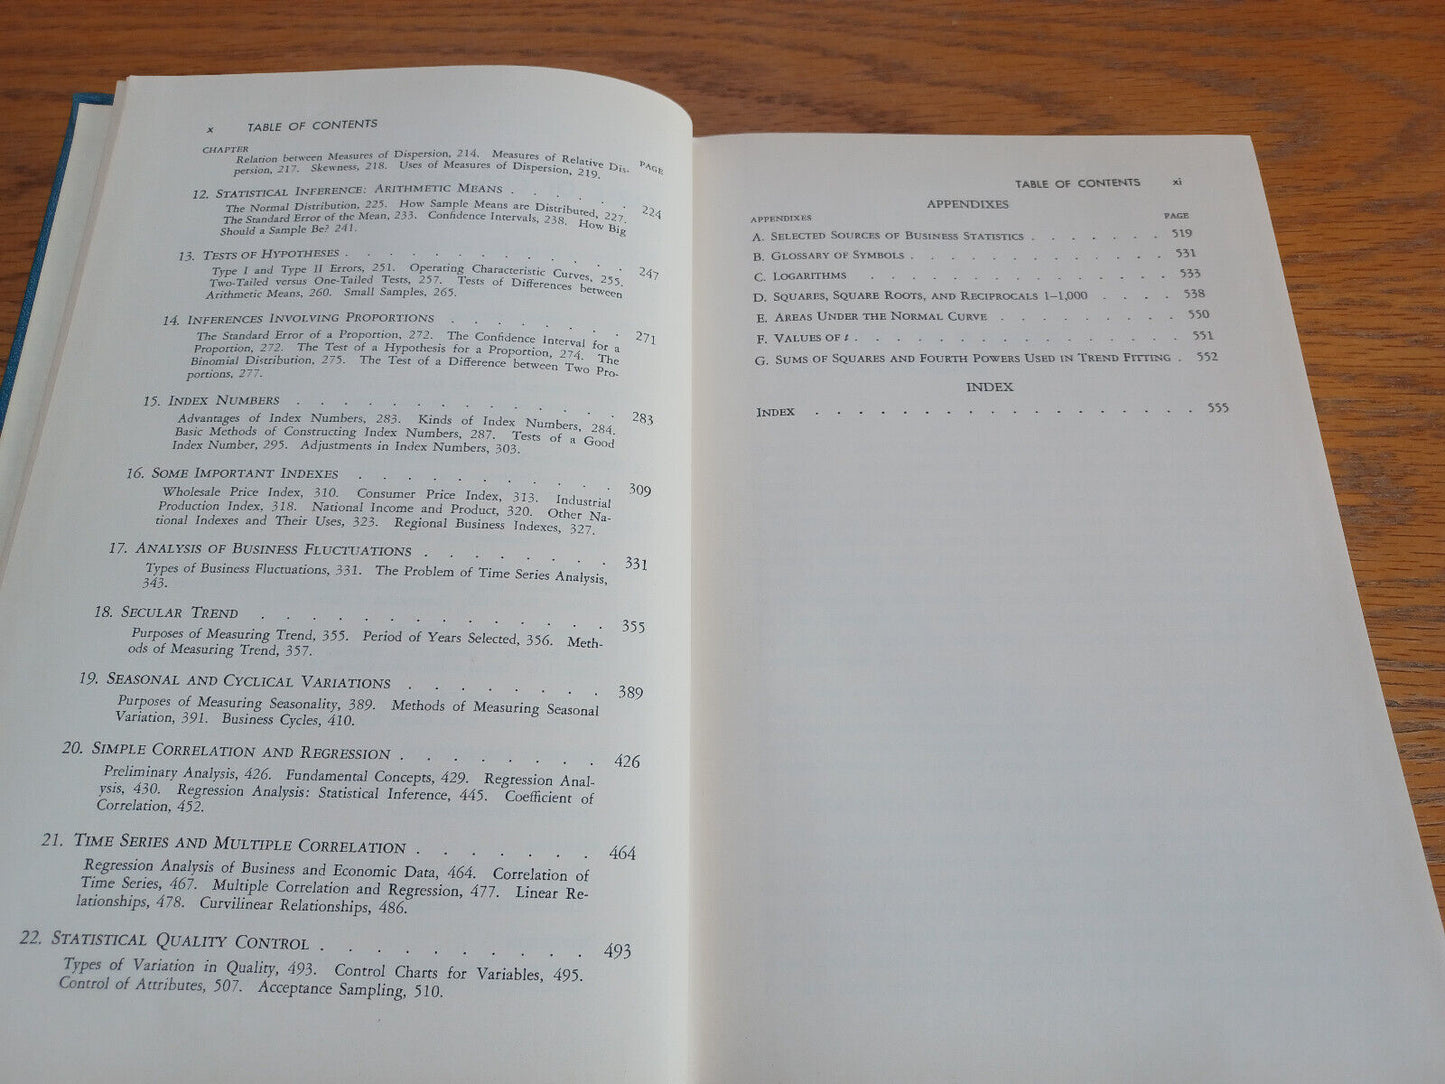 x TABLE OF CONTENTS
CHAPTER PAGE
Relation between Measures of Dispersion, 214. Measures of Relative Dis-
persion, 217. Skewness, 218. Uses of Measures of Dispersion, 219.
12. STATISTICAL INFERENCE: ARITHMETIC MEANS . . . . . . 224
The Normal Distribution, 225. How Sample Means are Distributed, 227.
The Standard Error of the Mean, 233. Confidence Intervals, 238. How Big
Should a Sample Be? 241.
13. TESTS OF HYPOTHESES . . . . . . . . . . . 247
Type I and Type II Errors, 251. Operating Characteristic Curves, 255.
Two-Tailed versus One-Tailed Tests, 257. Tests of Differences between
Arithmetic Means, 260. Small Samples, 265.
14. INFERENCES INVOLVING PROPORTIONS . . . . . . . 271
The Standard Error of a Proportion, 272. The Confidence Interval for a
Proportion, 272. The Test of a Hypothesis for a Proportion, 274. The
Binomial Distribution, 275. The Test of a Difference between Two Pro-
portions, 277.
15. INDEX NUMBERS . . . . . . . . . . . . 283
Advantages of Index Numbers, 283. Kinds of Index Numbers, 284.
Basic Methods of Constructing Index Numbers, 287. Tests of a Good
Index Number, 295. Adjustments in Index Numbers, 303.
16. SOME IMPORTANT INDEXES . . . . . . . . . . 309
Wholesale Price Index, 310. Consumer Price Index, 313. Industrial
Production Index, 318. National Income and Product, 320. Other Na-
tional Indexes and Their Uses, 323. Regional Business Indexes, 327.
17. ANALYSIS OF BUSINESS FLUCTUATIONS . . . . . . . . 331
Types of Business Fluctuations, 331. The Problem of Time Series Analysis,
343.
18. SECULAR TREND . . . . . . . . . . . . . 355
Purposes of Measuring Trend, 355. Period of Years Selected, 356. Meth-
ods of Measuring Trend, 357.
19. SEASONAL AND CYCLICAL VARIATIONS . . . . . . . . 389
Purposes of Measuring Seasonality, 389. Methods of Measuring Seasonal
Variation, 391. Business Cycles, 410.
20. SIMPLE CORRELATION AND REGRESSION . . . . . . . . 426
Preliminary Analysis, 426. Fundamental Concepts, 429. Regression Anal-
ysis, 430. Regression Analysis: Statistical Inference, 445. Coefficient of
Correlation, 452.
21. TIME SERIES AND MULTIPLE CORRELATION . . . . . . . 464
Regression Analysis of Business and Economic Data, 464. Correlation of
Time Series, 467. Multiple Correlation and Regression, 477. Linear Re-
lationships, 478. Curvilinear Relationships, 486.
22. STATISTICAL QUALITY CONTROL . . . . . . . . . . 493
Types of Variation in Quality, 493. Control Charts for Variables, 495.
Control of Attributes, 507. Acceptance Sampling, 510.
TABLE OF CONTENTS xi
APPENDIXES
APPENDIXES PAGE
A. SELECTED SOURCES OF BUSINESS STATISTICS . . . . . . . 519
B. GLOSSARY OF SYMBOLS . . . . . . . . . . . . . 531
C. LOGARITHMS . . . . . . . . . . . . . 533
D. SQUARES, SQUARE ROOTS, AND RECIPROCALS 1–1,000 . . . . 538
E. AREAS UNDER THE NORMAL CURVE . . . . . . . . . 550
F. VALUES OF t . . . . . . . . . . . . . . . 551
G. SUMS OF SQUARES AND FOURTH POWERS USED IN TREND FITTING . 552
INDEX
INDEX . . . . . . . . . . . . . . . . . . 555